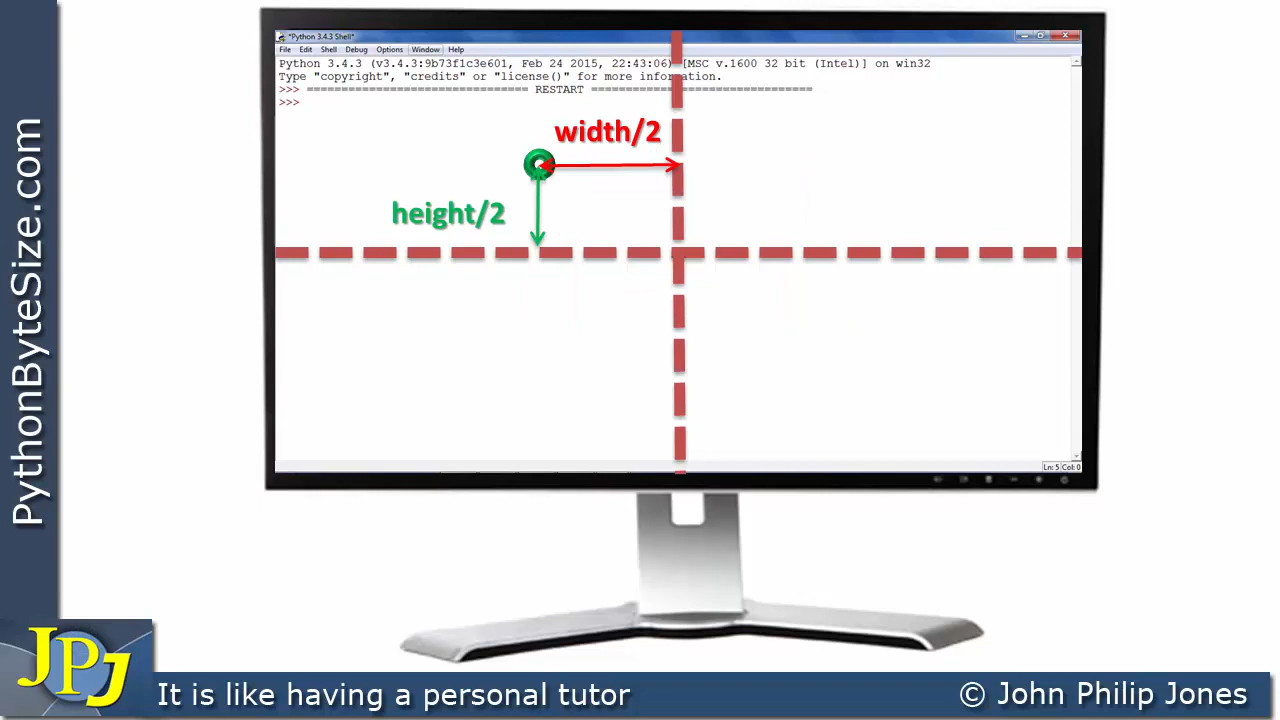 PythonByteSize.com
*Python 3.4.3 Shell*
File Edit Shell Debug Options Window Help
Python 3.4.3 (v3.4.3:9b73f1c3e601, Feb 24 2015, 22:43:06) [MSC v.1600 32 bit (Intel)] on win32
Type "copyright", "credits" or "license()" for more information.
>>> ================================ RESTART ================================
>>>
width/2
height/2
Ln: 5 Col: 0
JPJ
It is like having a personal tutor
© John Philip Jones